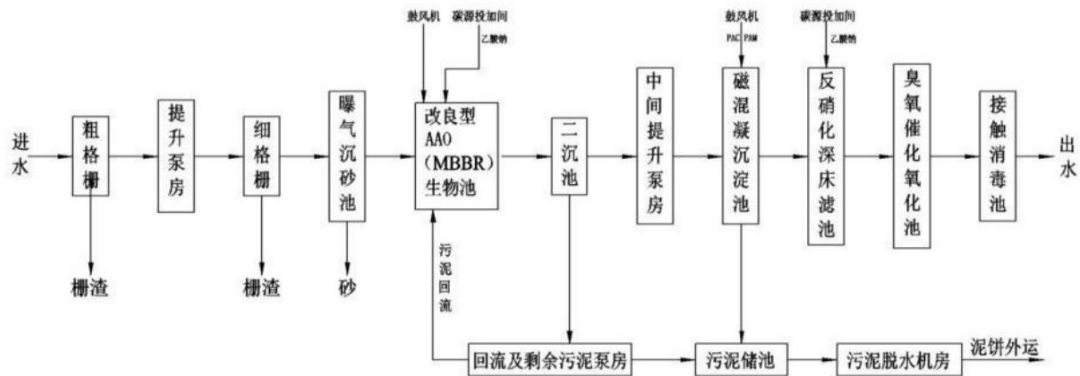 鼓风机
碳源投加间
乙酸钠
鼓风机
PAC PAM
碳源投加间
乙酸钠
进水
粗格栅
提升泵房
细格栅
曝气沉砂池
改良型
AAO
(MBBR)
生物池
二沉池
中间提升泵房
磁混凝沉淀池
反硝化深床滤池
臭氧催化氧化池
接触消毒池
出水
栅渣
栅渣
砂
污泥回流
回流及剩余污泥泵房
污泥储池
污泥脱水机房
泥饼外运